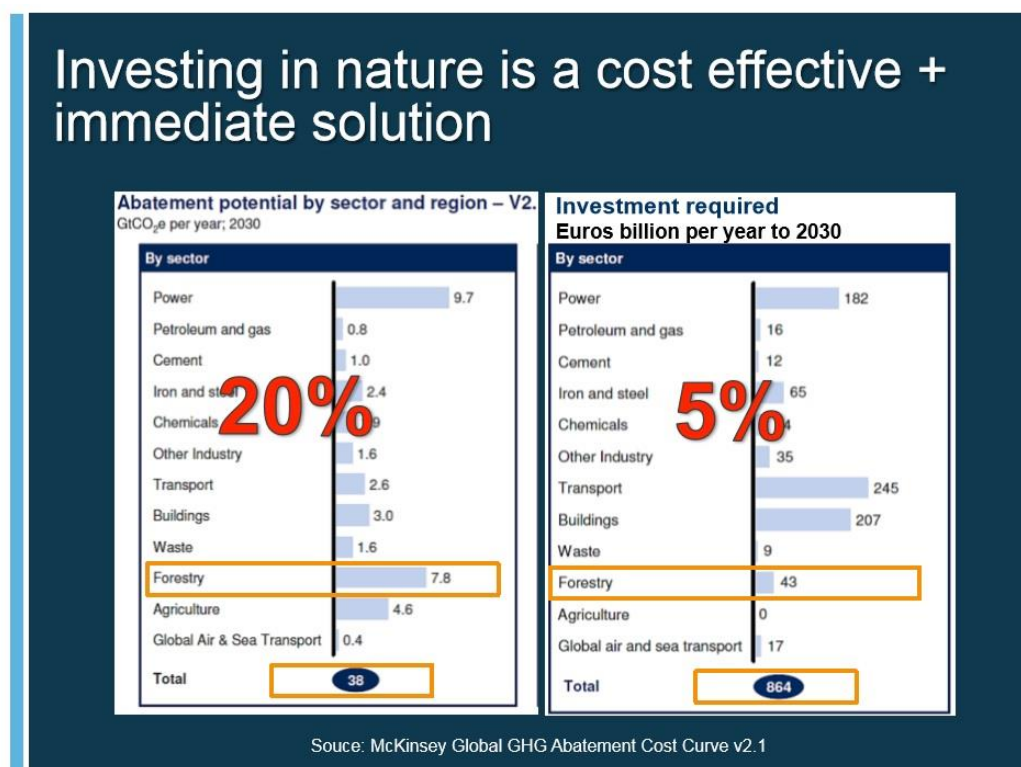 Investing in nature is a cost effective +
immediate solution
Abatement potential by sector and region – V2.
GtCO₂e per year; 2030
By sector
Power 9.7
Petroleum and gas 0.8
Cement 1.0
Iron and steel 2.4
Chemicals 9
Other Industry 1.6
Transport 2.6
Buildings 3.0
Waste 1.6
Forestry 7.8
Agriculture 4.6
Global Air & Sea Transport 0.4
Total 38
20%
Investment required
Euros billion per year to 2030
By sector
Power 182
Petroleum and gas 16
Cement 12
Iron and steel 65
Chemicals 4
Other Industry 35
Transport 245
Buildings 207
Waste 9
Forestry 43
Agriculture 0
Global air and sea transport 17
Total 864
5%
Souce: McKinsey Global GHG Abatement Cost Curve v2.1